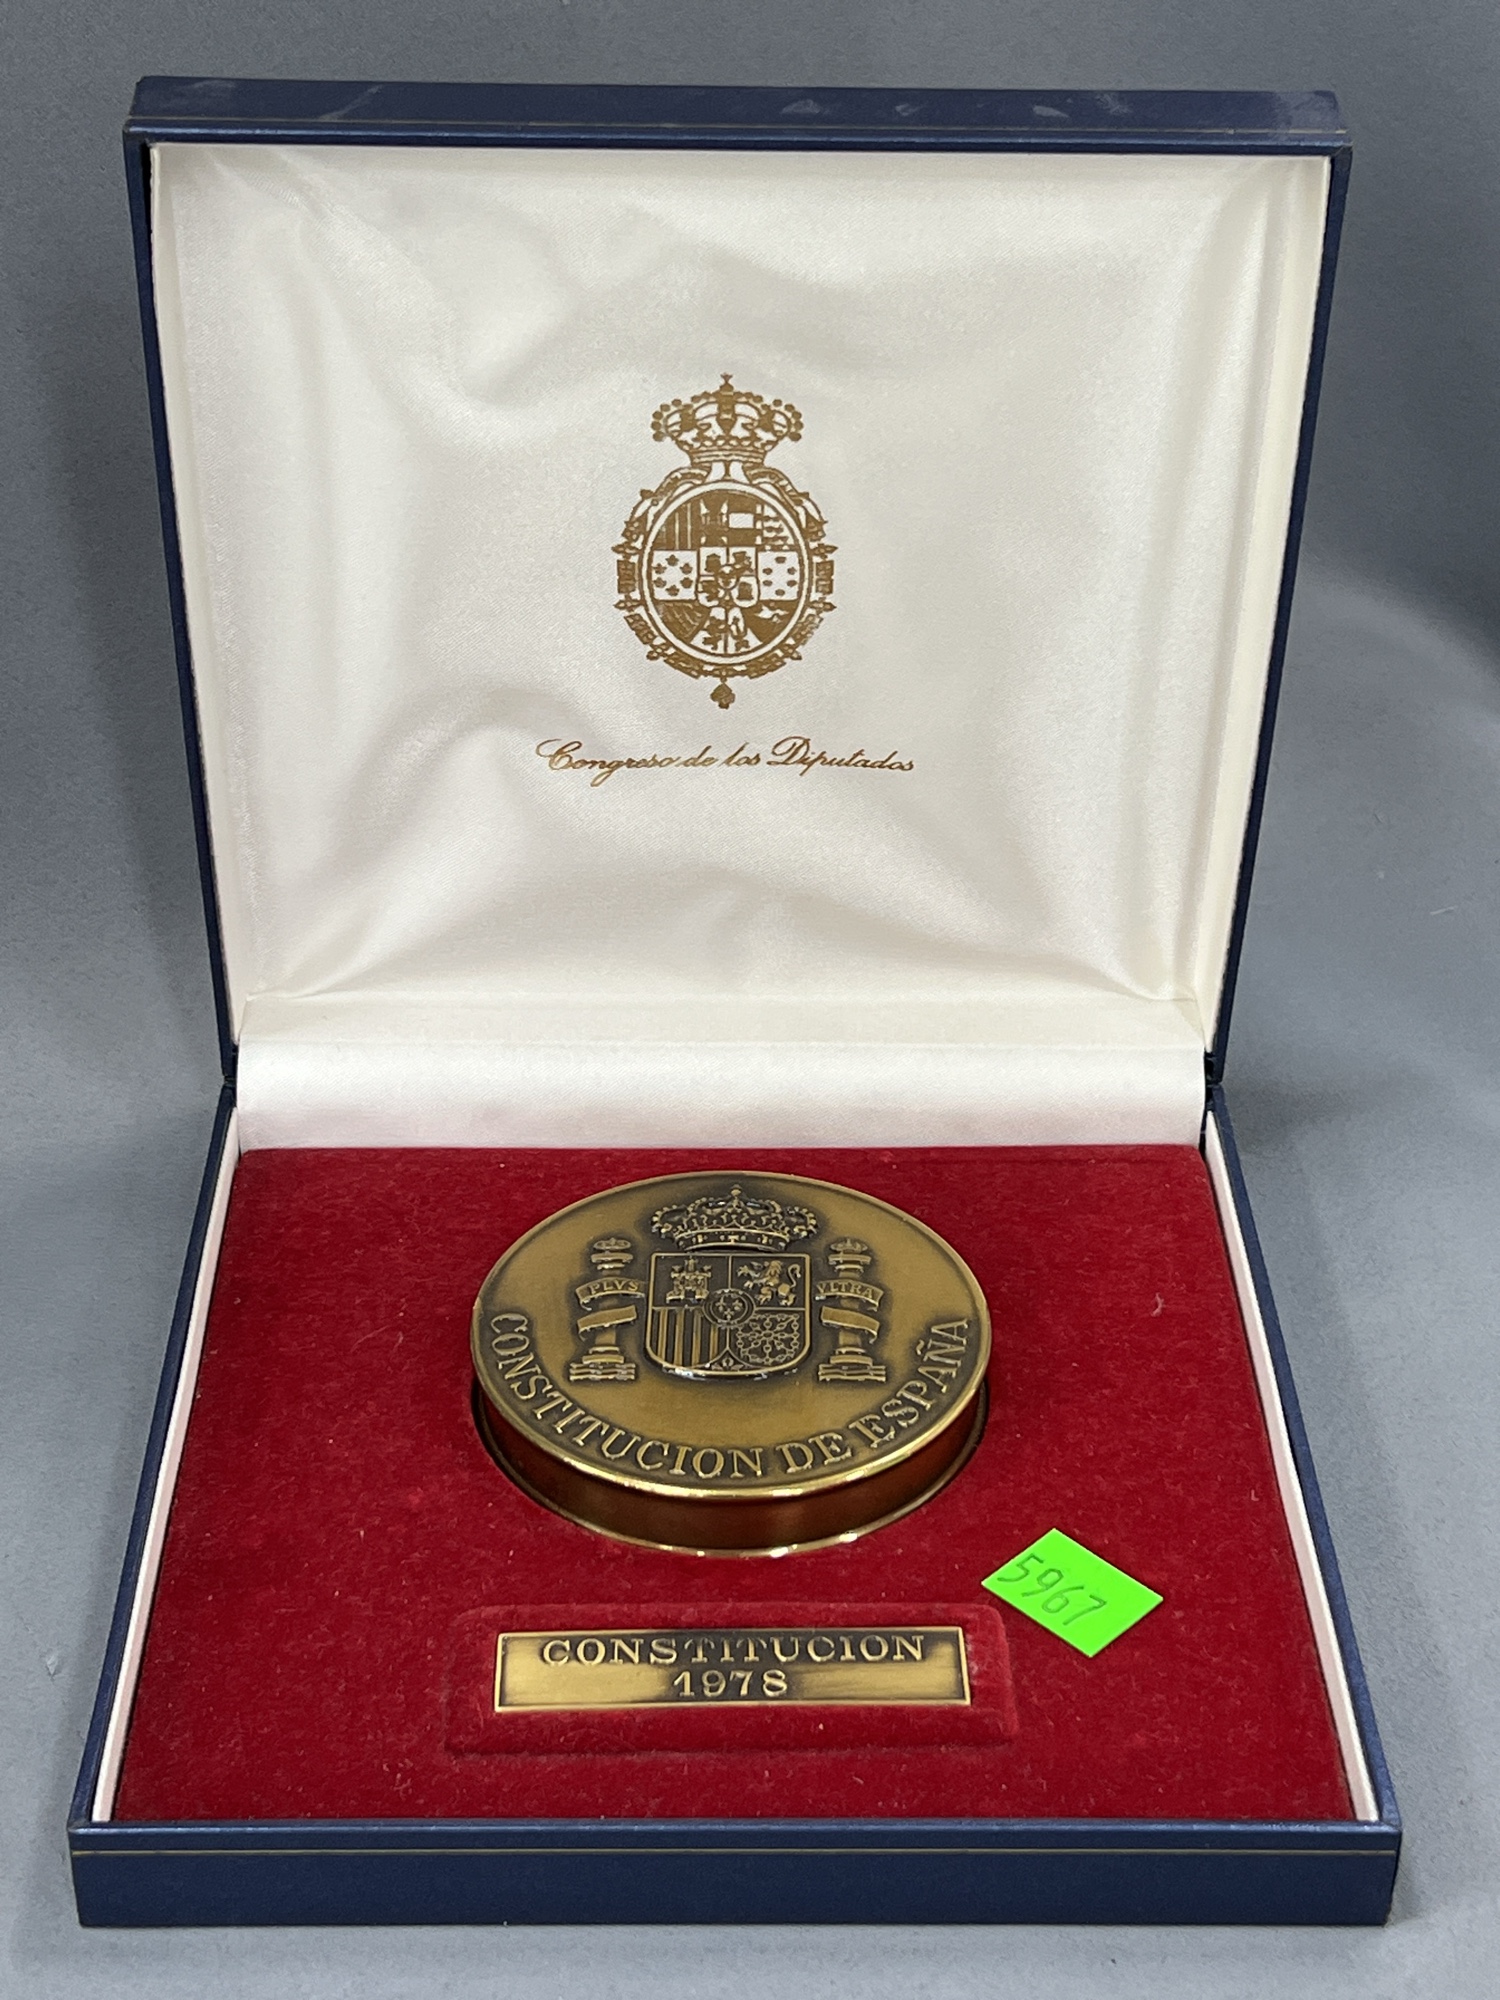 Congreso de los Diputados
PLVS VLTRA
CONSTITUCION DE ESPAÑA
5967
CONSTITUCION
1978